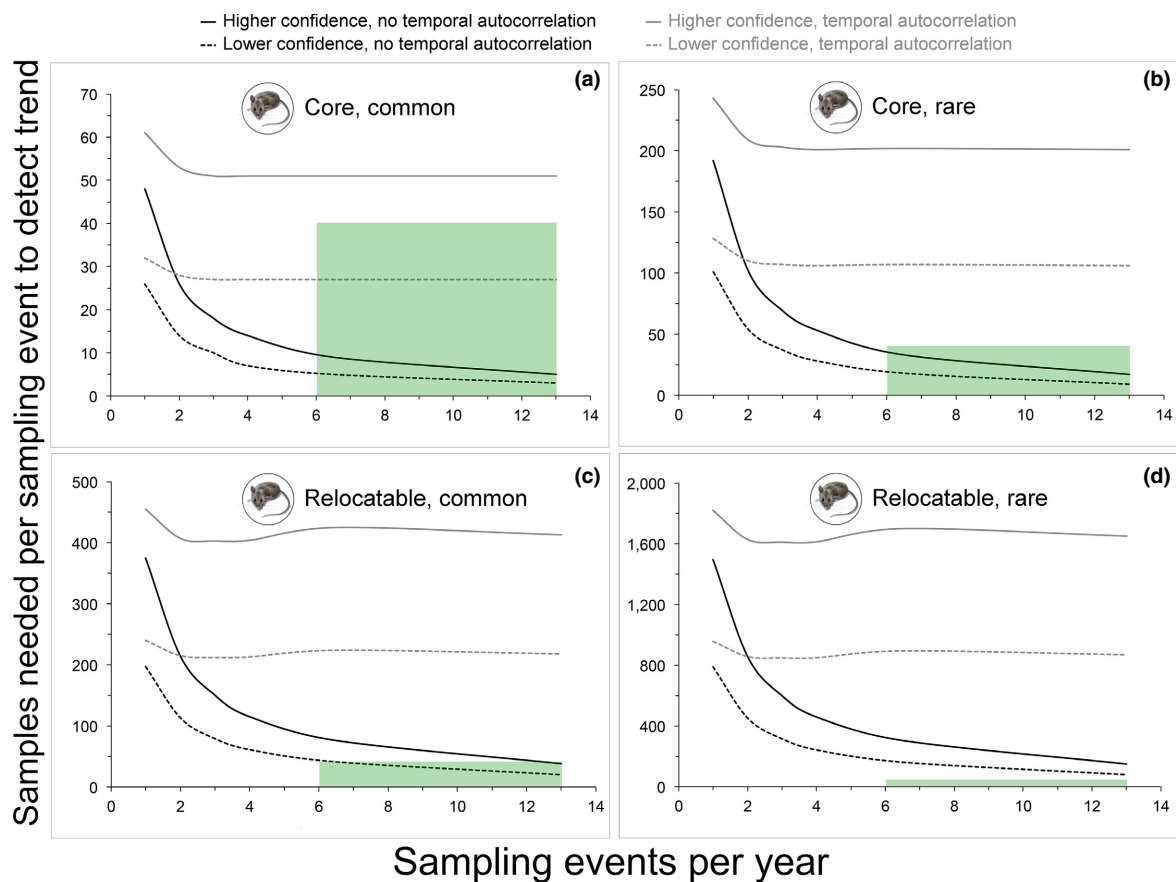 Higher confidence, no temporal autocorrelation
Lower confidence, no temporal autocorrelation
Higher confidence, temporal autocorrelation
Lower confidence, temporal autocorrelation
Samples needed per sampling event to detect trend
(a)
Core, common
70
60
50
40
30
20
10
0
0 2 4 6 8 10 12 14
(b)
Core, rare
250
200
150
100
50
0
0 2 4 6 8 10 12 14
(c)
Relocatable, common
500
400
300
200
100
0
0 2 4 6 8 10 12 14
(d)
Relocatable, rare
2,000
1,600
1,200
800
400
0
0 2 4 6 8 10 12 14
Sampling events per year